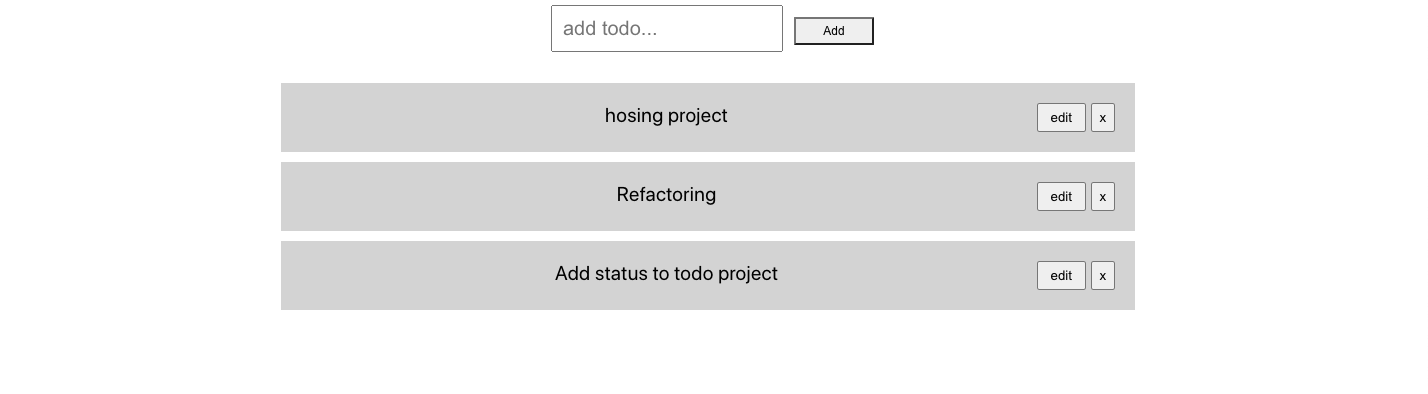 add todo... Add
hosing project edit x
Refactoring edit x
Add status to todo project edit x